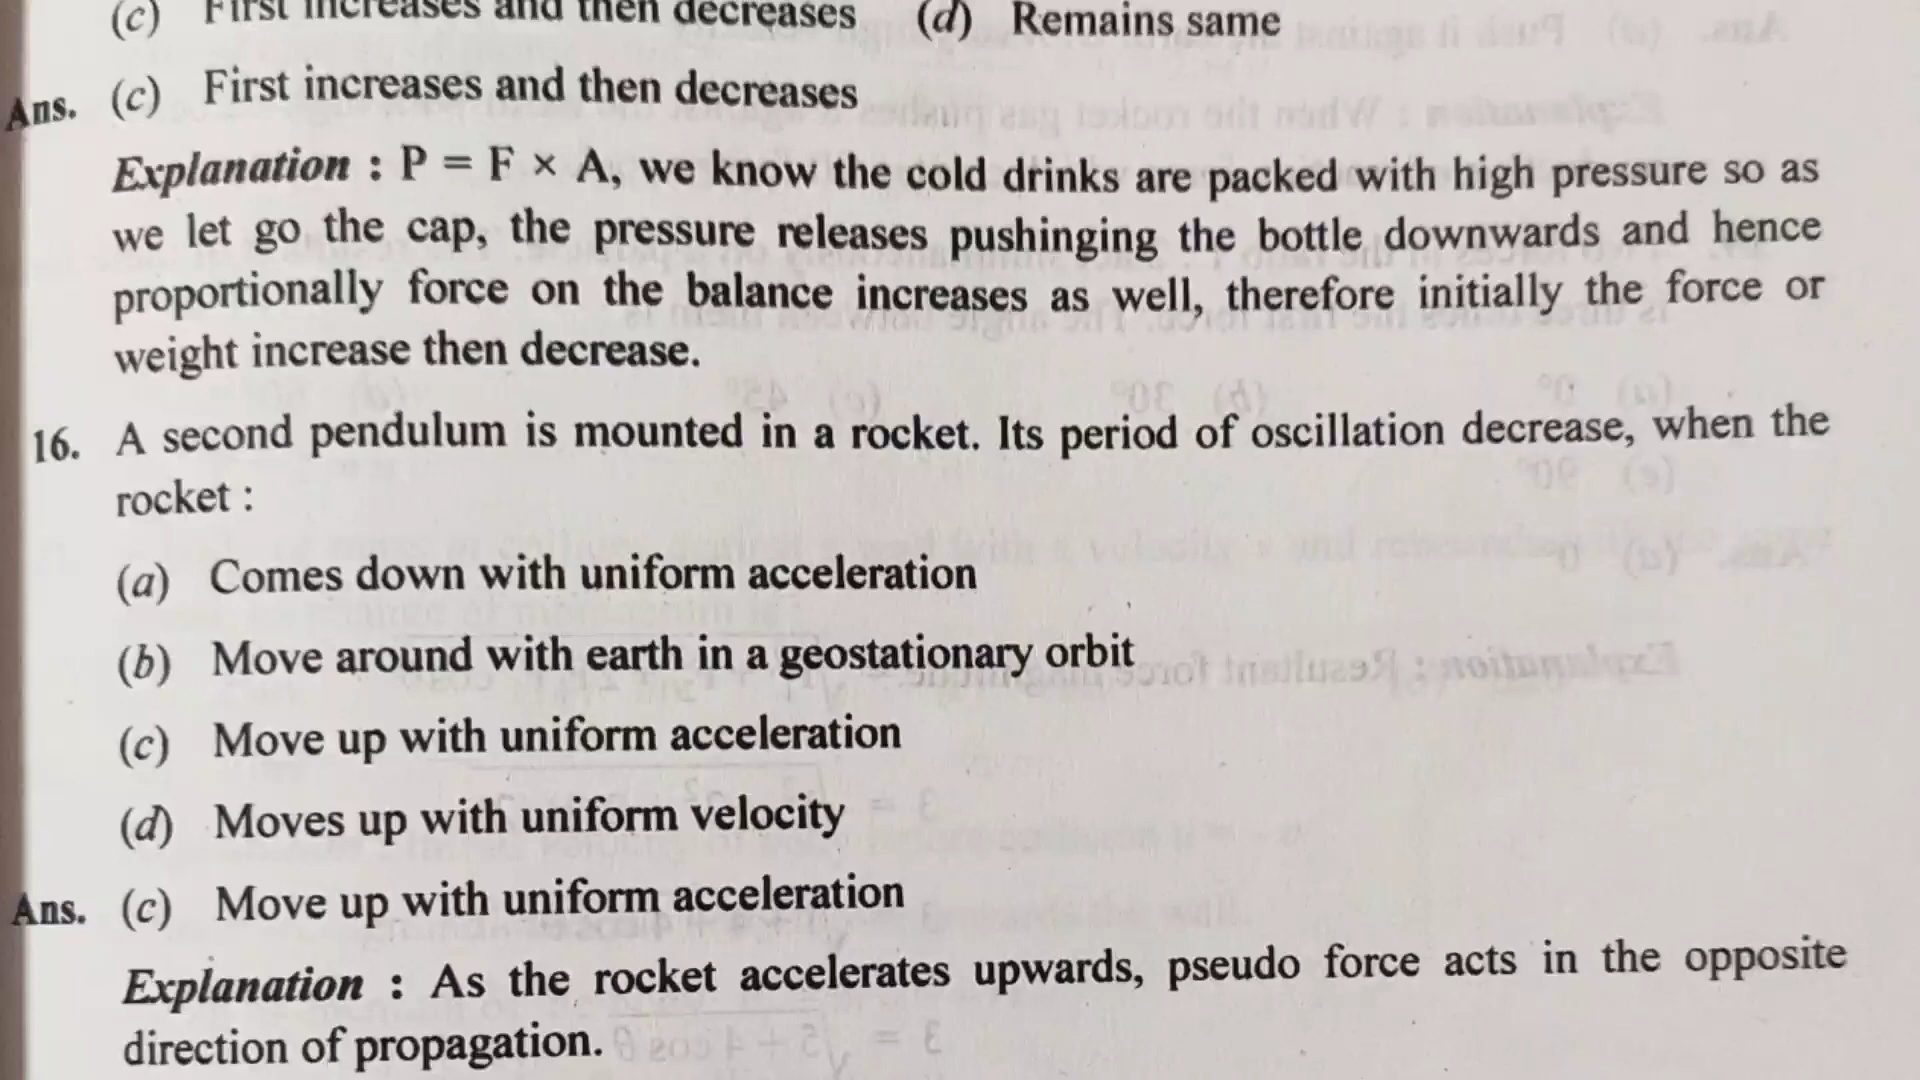 (c) First increases and then decreases (d) Remains same
Ans. (c) First increases and then decreases
Explanation : P = F × A, we know the cold drinks are packed with high pressure so as
we let go the cap, the pressure releases pushinging the bottle downwards and hence
proportionally force on the balance increases as well, therefore initially the force or
weight increase then decrease.
16. A second pendulum is mounted in a rocket. Its period of oscillation decrease, when the
rocket :
(a) Comes down with uniform acceleration
(b) Move around with earth in a geostationary orbit
(c) Move up with uniform acceleration
(d) Moves up with uniform velocity
Ans. (c) Move up with uniform acceleration
Explanation : As the rocket accelerates upwards, pseudo force acts in the opposite
direction of propagation.